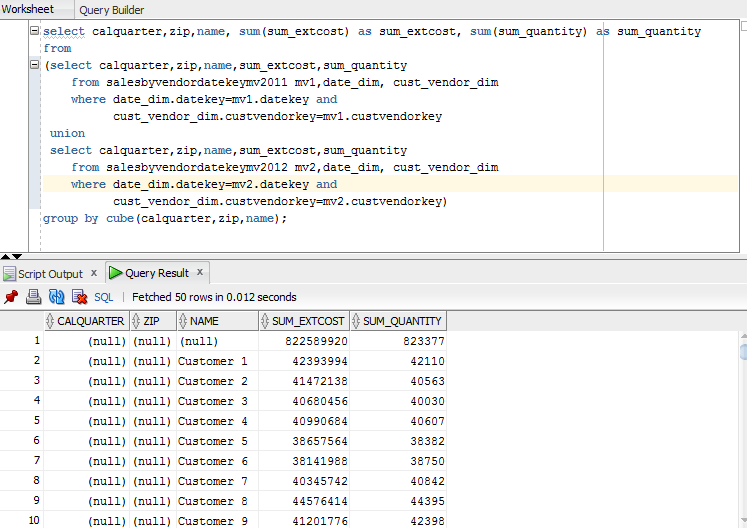 Worksheet Query Builder
select calquarter,zip,name, sum(sum_extcost) as sum_extcost, sum(sum_quantity) as sum_quantity
from
(select calquarter,zip,name,sum_extcost,sum_quantity
from salesbyvendordatekeymv2011 mv1,date_dim, cust_vendor_dim
where date_dim.datekey=mv1.datekey and
cust_vendor_dim.custvendorkey=mv1.custvendorkey
union
select calquarter,zip,name,sum_extcost,sum_quantity
from salesbyvendordatekeymv2012 mv2,date_dim, cust_vendor_dim
where date_dim.datekey=mv2.datekey and
cust_vendor_dim.custvendorkey=mv2.custvendorkey)
group by cube(calquarter,zip,name);
Script Output x Query Result x
SQL | Fetched 50 rows in 0.012 seconds
CALQUARTER ZIP NAME SUM_EXTCOST SUM_QUANTITY
1 (null) (null) (null) 822589920 823377
2 (null) (null) Customer 1 42393994 42110
3 (null) (null) Customer 2 41472138 40563
4 (null) (null) Customer 3 40680456 40030
5 (null) (null) Customer 4 40990684 40607
6 (null) (null) Customer 5 38657564 38382
7 (null) (null) Customer 6 38141988 38750
8 (null) (null) Customer 7 40345742 40842
9 (null) (null) Customer 8 44576414 44395
10 (null) (null) Customer 9 41201776 42398